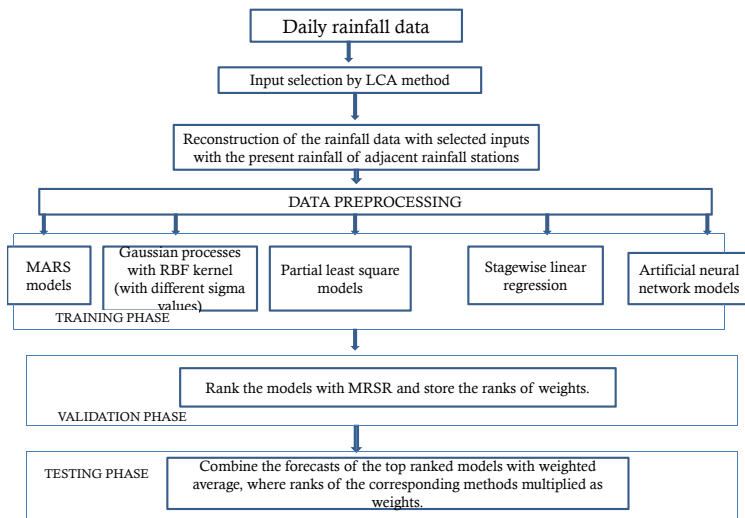 Daily rainfall data
Input selection by LCA method
Reconstruction of the rainfall data with selected inputs
with the present rainfall of adjacent rainfall stations
DATA PREPROCESSING
MARS
models
Gaussian processes
with RBF kernel
(with different sigma
values)
Partial least square
models
Stagewise linear
regression
Artificial neural
network models
TRAINING PHASE
Rank the models with MRSR and store the ranks of weights.
VALIDATION PHASE
TESTING PHASE
Combine the forecasts of the top ranked models with weighted
average, where ranks of the corresponding methods multiplied as
weights.